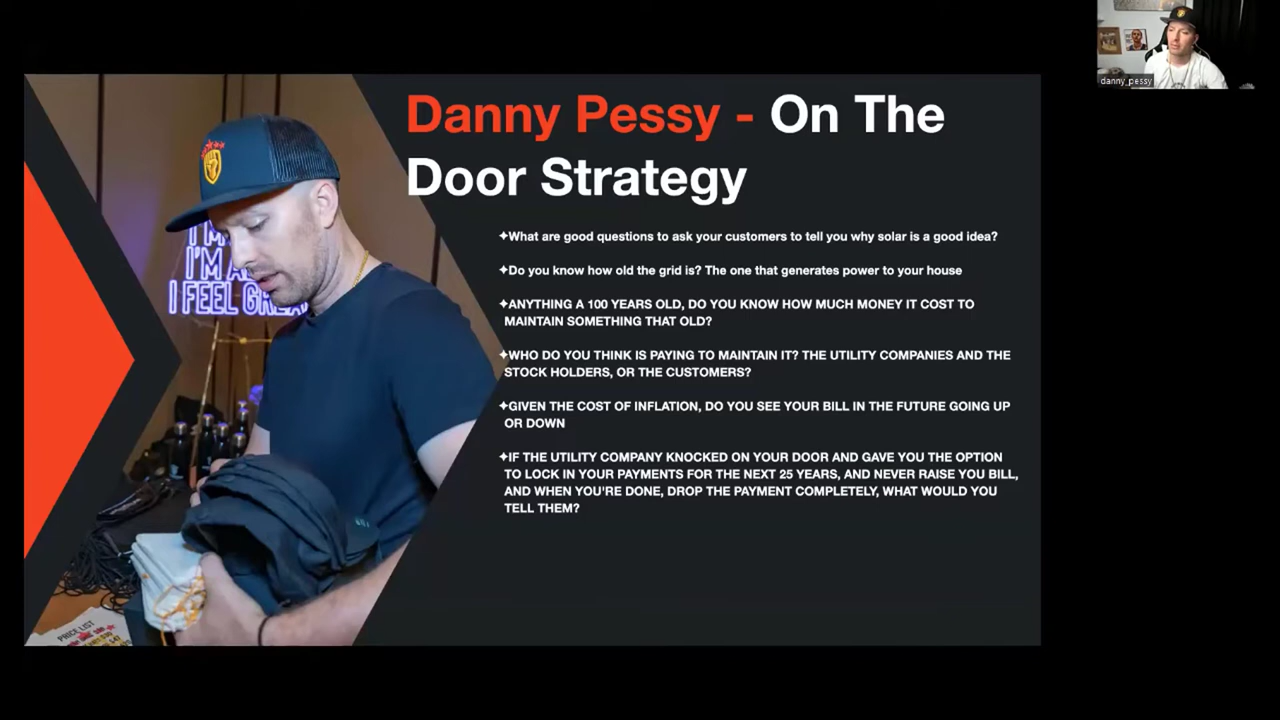 danny_pessy
Danny Pessy - On The
Door Strategy
✦What are good questions to ask your customers to tell you why solar is a good idea?
✦Do you know how old the grid is? The one that generates power to your house
✦ANYTHING A 100 YEARS OLD, DO YOU KNOW HOW MUCH MONEY IT COST TO
MAINTAIN SOMETHING THAT OLD?
✦WHO DO YOU THINK IS PAYING TO MAINTAIN IT? THE UTILITY COMPANIES AND THE
STOCK HOLDERS, OR THE CUSTOMERS?
✦GIVEN THE COST OF INFLATION, DO YOU SEE YOUR BILL IN THE FUTURE GOING UP
OR DOWN
✦IF THE UTILITY COMPANY KNOCKED ON YOUR DOOR AND GAVE YOU THE OPTION
TO LOCK IN YOUR PAYMENTS FOR THE NEXT 25 YEARS, AND NEVER RAISE YOU BILL,
AND WHEN YOU'RE DONE, DROP THE PAYMENT COMPLETELY, WHAT WOULD YOU
TELL THEM?
I'M
I'M
I FEEL
PRICE LIST